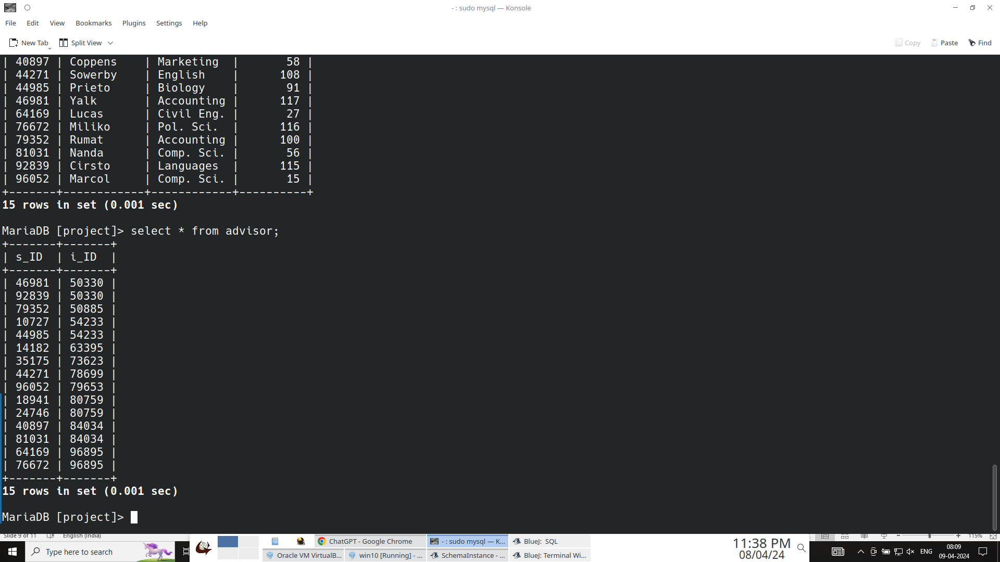 - : sudo mysql — Konsole
File Edit View Bookmarks Plugins Settings Help
New Tab Split View Copy Paste Find
| 40897 | Coppens    | Marketing  |       58 |
| 44271 | Sowerby    | English    |      108 |
| 44985 | Prieto     | Biology    |       91 |
| 46981 | Yalk       | Accounting |      117 |
| 64169 | Lucas      | Civil Eng. |       27 |
| 76672 | Miliko     | Pol. Sci.  |      116 |
| 79352 | Rumat      | Accounting |      100 |
| 81031 | Nanda      | Comp. Sci. |       56 |
| 92839 | Cirsto     | Languages  |      115 |
| 96052 | Marcol     | Comp. Sci. |       15 |
+-------+------------+------------+----------+
15 rows in set (0.001 sec)
MariaDB [project]> select * from advisor;
+-------+-------+
| s_ID  | i_ID  |
+-------+-------+
| 46981 | 50330 |
| 92839 | 50330 |
| 79352 | 50885 |
| 10727 | 54233 |
| 44985 | 54233 |
| 14182 | 63395 |
| 35175 | 73623 |
| 44271 | 78699 |
| 96052 | 79653 |
| 18941 | 80759 |
| 24746 | 80759 |
| 40897 | 84034 |
| 81031 | 84034 |
| 64169 | 96895 |
| 76672 | 96895 |
+-------+-------+
15 rows in set (0.001 sec)
MariaDB [project]>
Slide 9 of 11 English (India) 115%
ChatGPT - Google Chrome - : sudo mysql — K... BlueJ: SQL
Oracle VM VirtualB... win10 [Running] - ... SchemaInstance - ... BlueJ: Terminal Wi...
11:38 PM
08/04/24
Type here to search
ENG
08:09
09-04-2024